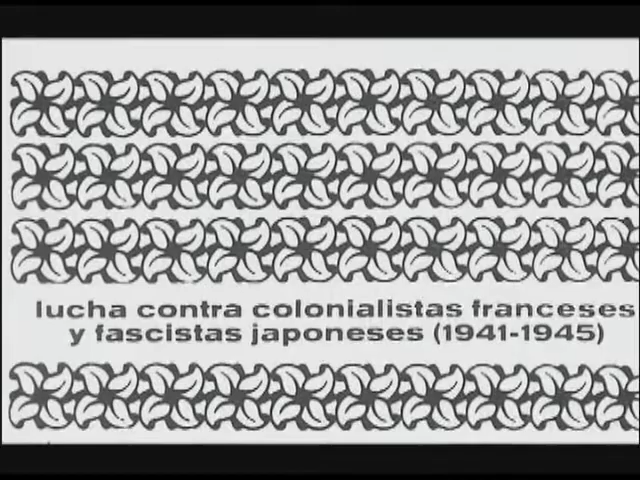 lucha contra colonialistas franceses
y fascistas japoneses (1941-1945)